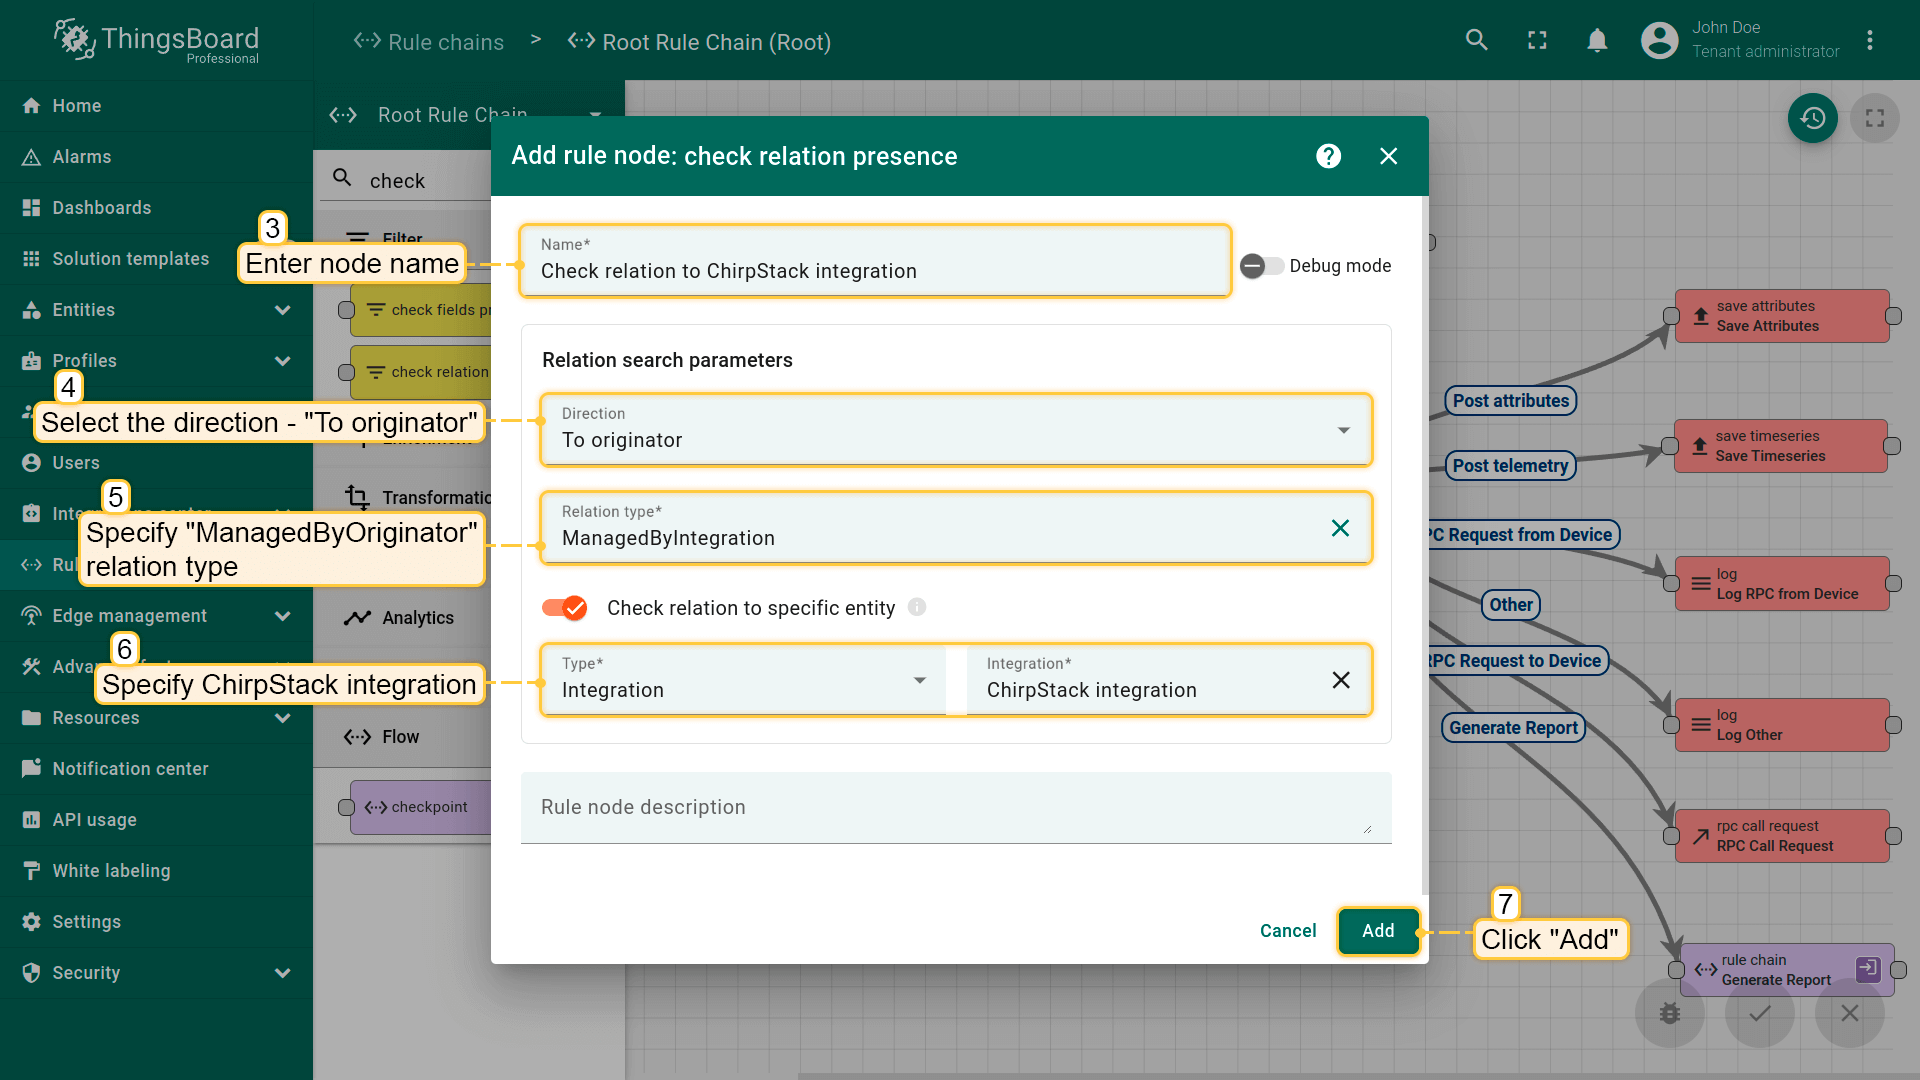 ThingsBoard
Professional
Rule chains
>
Root Rule Chain (Root)
John Doe
Tenant administrator
Home
Alarms
Dashboards
Solution templates
Entities
Profiles
Users
Edge management
Resources
Notification center
API usage
White labeling
Settings
Security
Root Rule Chain
check
Filter
check fields
check relation
Analytics
Flow
checkpoint
Add rule node: check relation presence
Name*
Check relation to ChirpStack integration
Debug mode
Relation search parameters
Direction
To originator
Relation type*
ManagedByIntegration
Check relation to specific entity
Type*
Integration
Integration*
ChirpStack integration
Rule node description
Cancel
Add
3
Enter node name
4
Select the direction - "To originator"
5
Specify "ManagedByOriginator"
relation type
6
Specify ChirpStack integration
7
Click "Add"
Post attributes
Post telemetry
Request from Device
Other
RPC Request to Device
Generate Report
save attributes
Save Attributes
save timeseries
Save Timeseries
log
Log RPC from Device
log
Log Other
rpc call request
RPC Call Request
rule chain
Generate Report